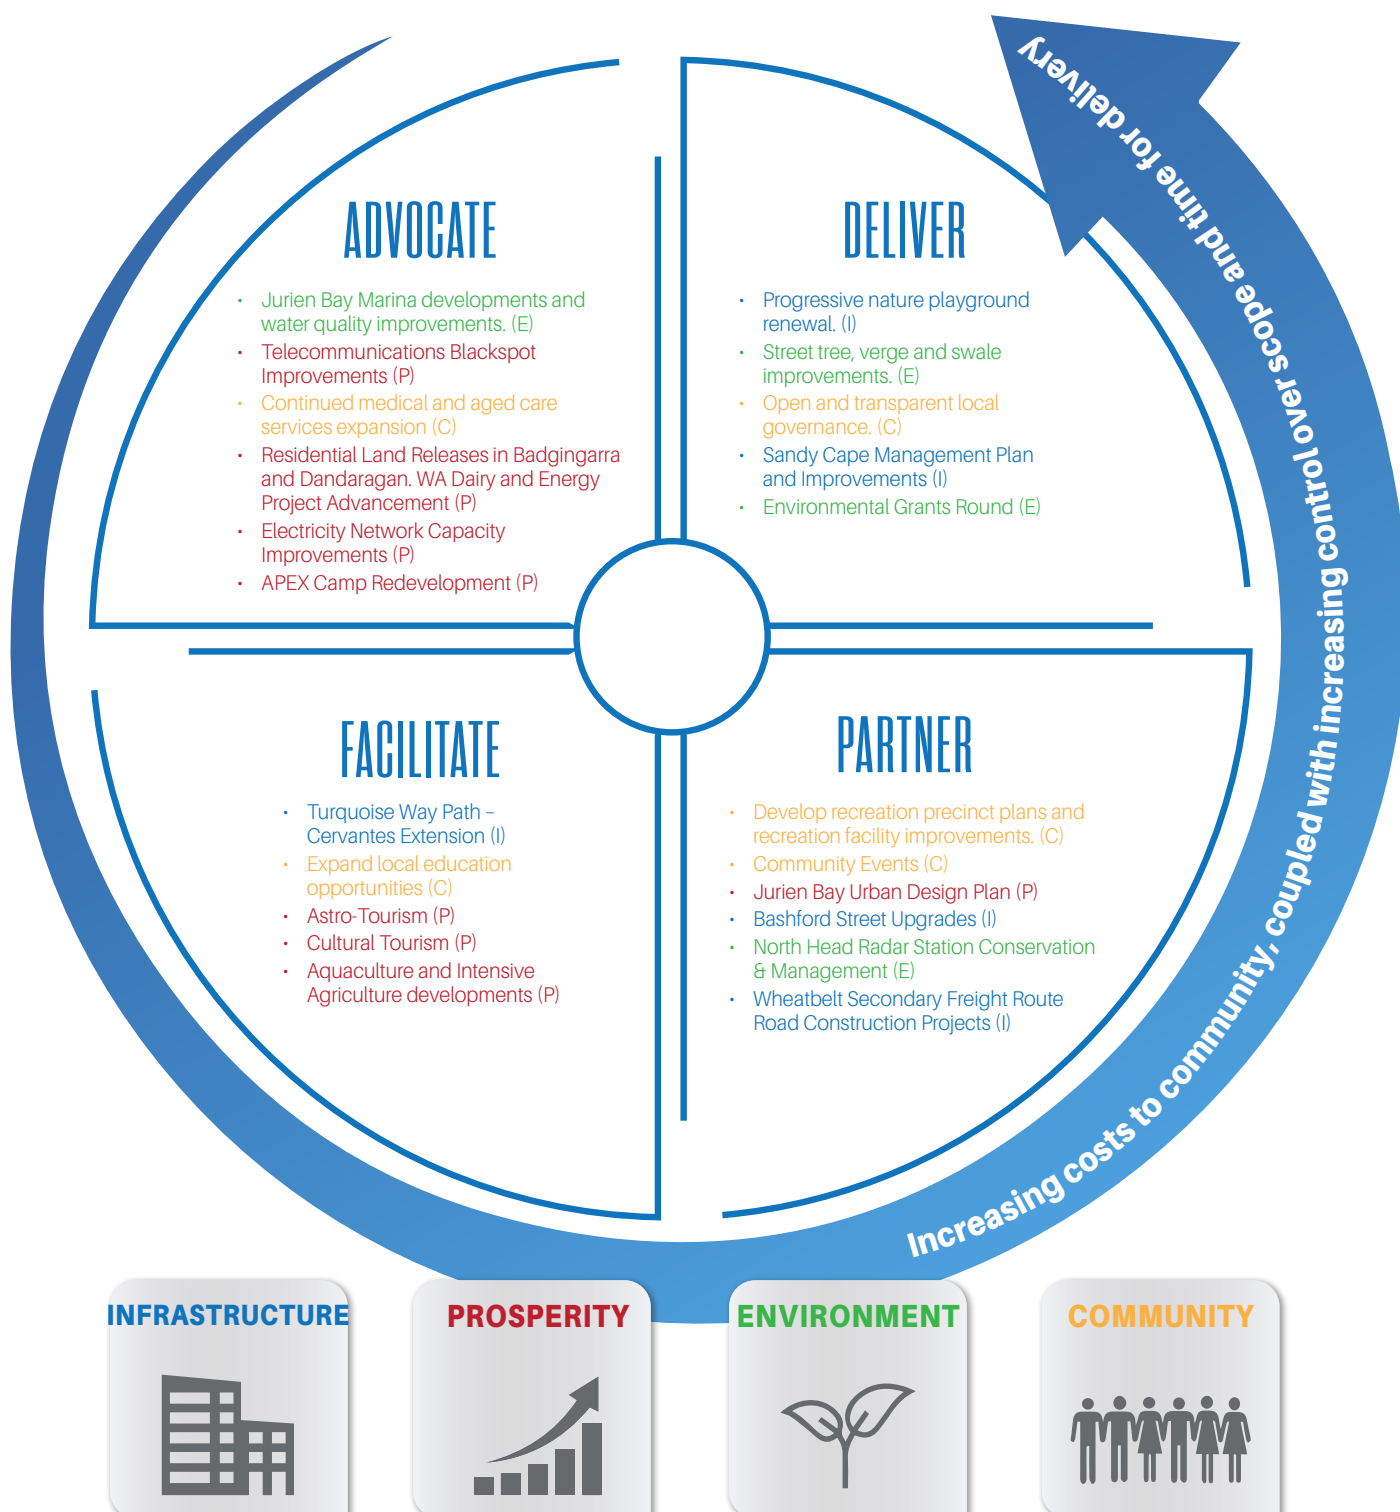 ADVOCATE
• Jurien Bay Marina developments and
water quality improvements. (E)
• Telecommunications Blackspot
Improvements (P)
• Continued medical and aged care
services expansion (C)
• Residential Land Releases in Badgingarra
and Dandaragan. WA Dairy and Energy
Project Advancement (P)
• Electricity Network Capacity
Improvements (P)
• APEX Camp Redevelopment (P)
DELIVER
• Progressive nature playground
renewal. (I)
• Street tree, verge and swale
improvements. (E)
• Open and transparent local
governance. (C)
• Sandy Cape Management Plan
and Improvements (I)
• Environmental Grants Round (E)
FACILITATE
• Turquoise Way Path –
Cervantes Extension (I)
• Expand local education
opportunities (C)
• Astro-Tourism (P)
• Cultural Tourism (P)
• Aquaculture and Intensive
Agriculture developments (P)
PARTNER
• Develop recreation precinct plans and
recreation facility improvements. (C)
• Community Events (C)
• Jurien Bay Urban Design Plan (P)
• Bashford Street Upgrades (I)
• North Head Radar Station Conservation
& Management (E)
• Wheatbelt Secondary Freight Route
Road Construction Projects (I)
Increasing costs to community, coupled with increasing control over scope and time for delivery
INFRASTRUCTURE
PROSPERITY
ENVIRONMENT
COMMUNITY